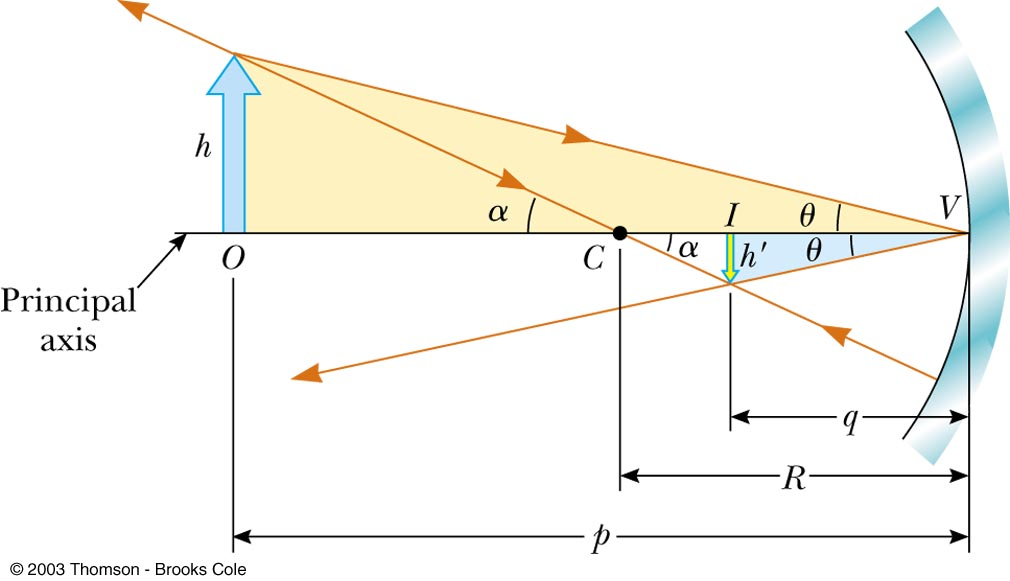 h
α
I
θ
V
O
C
α
h′
θ
Principal
axis
q
R
p
© 2003 Thomson - Brooks Cole